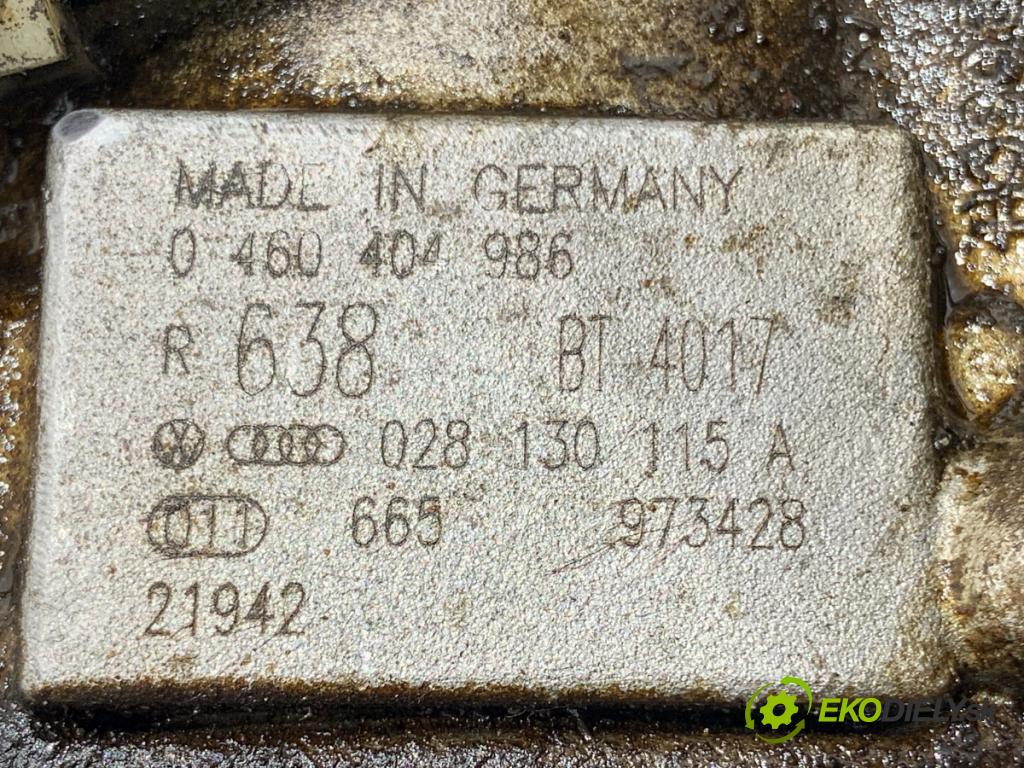 MADE IN GERMANY
0 460 404 986
R 638 BT 4017
VW 028 130 115 A
011 665 973428
21942
EKODIELY.sk